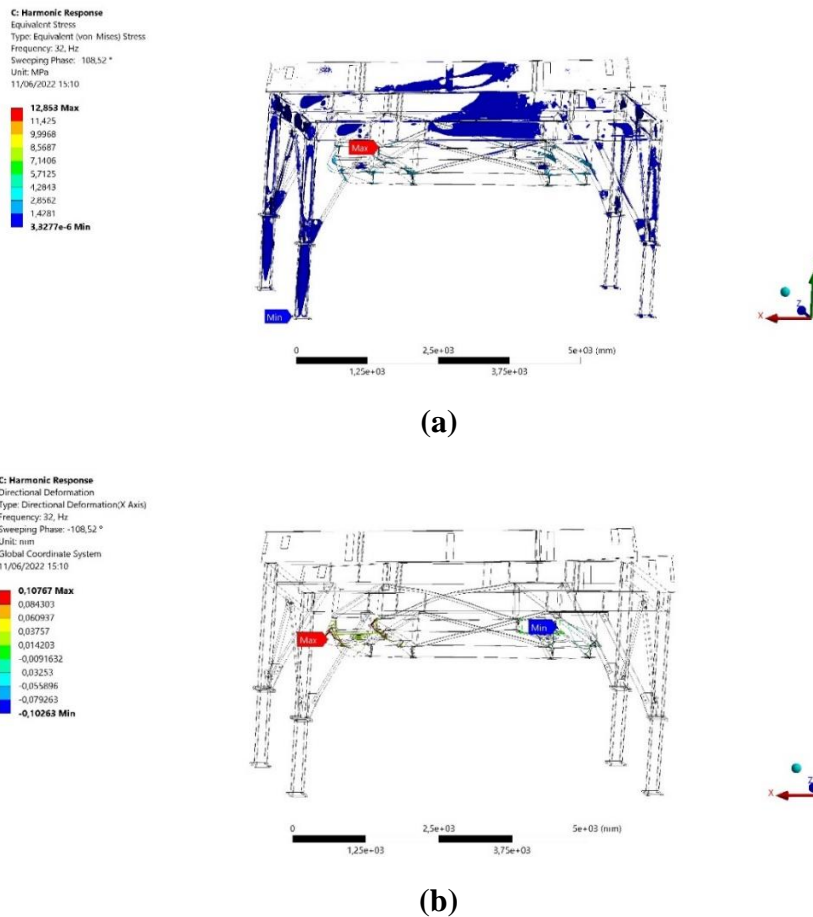 C: Harmonic Response
Equivalent Stress
Type: Equivalent (von Mises) Stress
Frequency: 32, Hz
Sweeping Phase: 108,52 °
Unit: MPa
11/06/2022 15:10
12,853 Max
11,425
9,9968
8,5687
7,1406
5,7125
4,2843
2,8562
1,4281
3,3277e-6 Min
Max
Min
X
Z
0
2,5e+03
5e+03 (mm)
1,25e+03
3,75e+03
(a)
C: Harmonic Response
Directional Deformation
Type: Directional Deformation(X Axis)
Frequency: 32, Hz
Sweeping Phase: -108,52 °
Unit: mm
Global Coordinate System
11/06/2022 15:10
0,10767 Max
0,084303
0,060937
0,03757
0,014203
-0,0091632
0,03253
-0,055896
-0,079263
-0,10263 Min
Max
Min
X
Z
0
2,5e+03
5e+03 (mm)
1,25e+03
3,75e+03
(b)